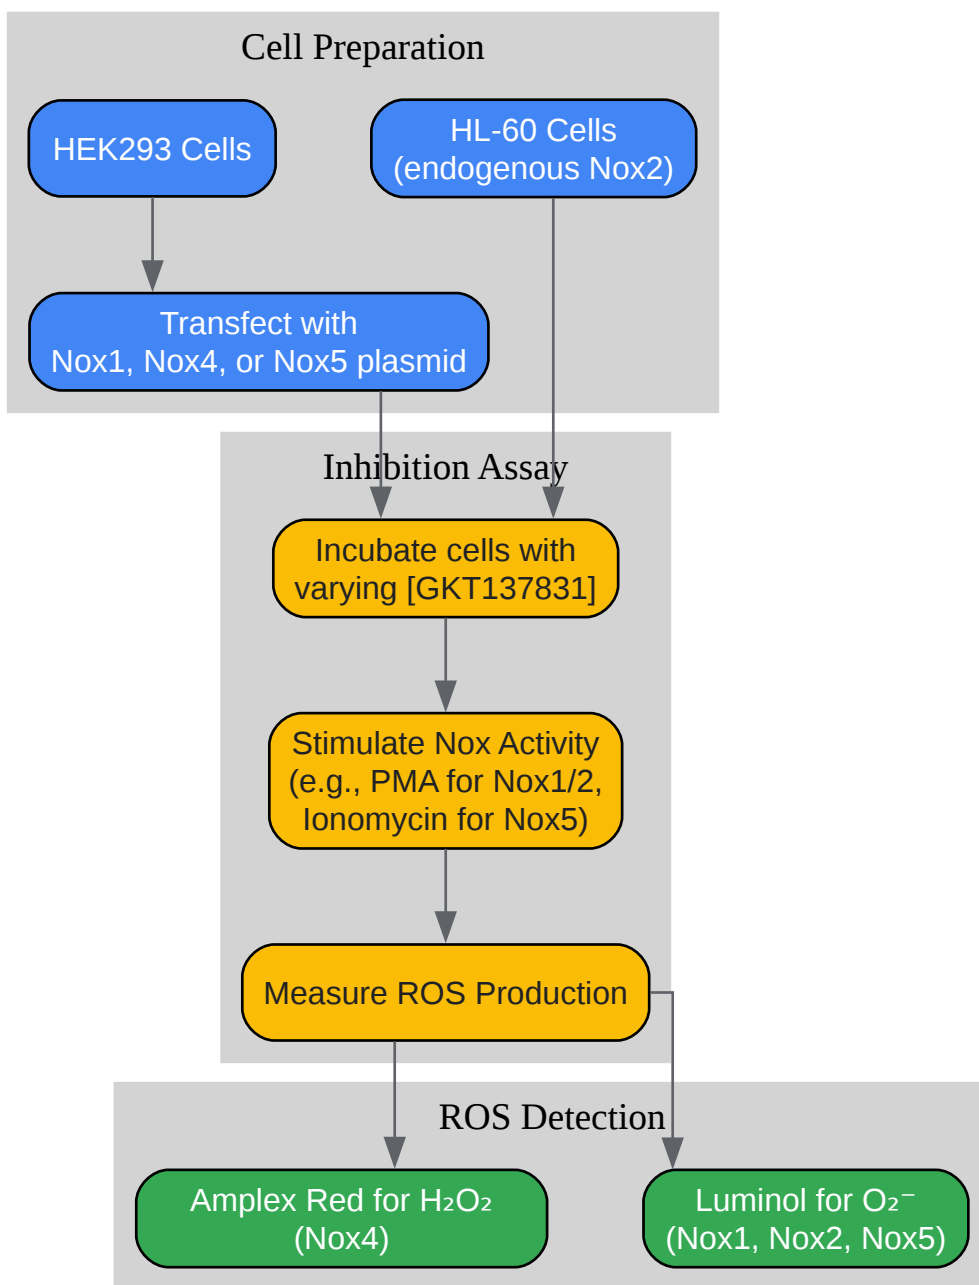 Cell Preparation
HEK293 Cells
HL-60 Cells
(endogenous Nox2)
Transfect with
Nox1, Nox4, or Nox5 plasmid
Inhibition Assay
Incubate cells with
varying [GKT137831]
Stimulate Nox Activity
(e.g., PMA for Nox1/2,
Ionomycin for Nox5)
Measure ROS Production
ROS Detection
Amplex Red for H₂O₂
(Nox4)
Luminol for O₂⁻
(Nox1, Nox2, Nox5)